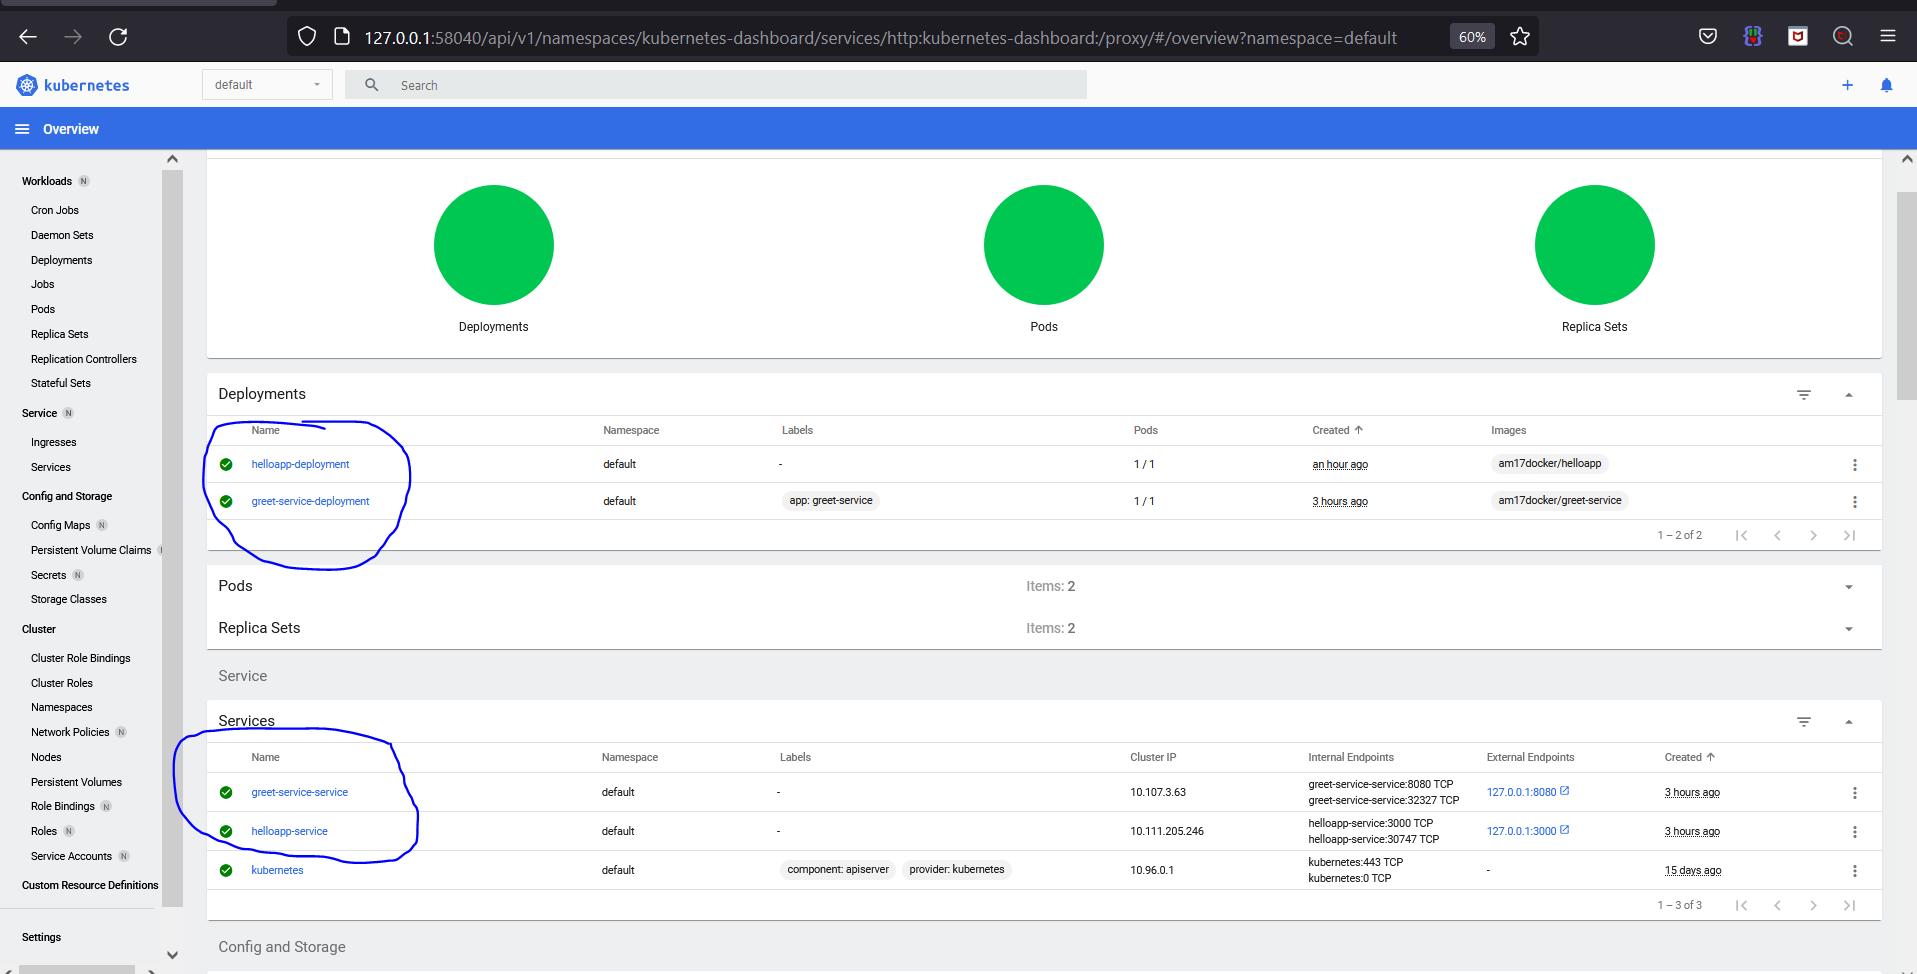 127.0.0.1:58040/api/v1/namespaces/kubernetes-dashboard/services/http:kubernetes-dashboard:/proxy/#/overview?namespace=default 60%
kubernetes default Search
Overview
Workloads N
Cron Jobs
Daemon Sets
Deployments
Jobs
Pods
Replica Sets
Replication Controllers
Stateful Sets
Service N
Ingresses
Services
Config and Storage
Config Maps N
Persistent Volume Claims
Secrets N
Storage Classes
Cluster
Cluster Role Bindings
Cluster Roles
Namespaces
Network Policies N
Nodes
Persistent Volumes
Role Bindings N
Roles N
Service Accounts N
Custom Resource Definitions
Settings
Deployments Pods Replica Sets
Deployments
Name Namespace Labels Pods Created Images
helloapp-deployment default - 1 / 1 an hour ago am17docker/helloapp
greet-service-deployment default app: greet-service 1 / 1 3 hours ago am17docker/greet-service
1 – 2 of 2
Pods Items: 2
Replica Sets Items: 2
Service
Services
Name Namespace Labels Cluster IP Internal Endpoints External Endpoints Created
greet-service-service default - 10.107.3.63 greet-service-service:8080 TCP 127.0.0.1:8080 3 hours ago
greet-service-service:32327 TCP
helloapp-service default - 10.111.205.246 helloapp-service:3000 TCP 127.0.0.1:3000 3 hours ago
helloapp-service:30747 TCP
kubernetes default component: apiserver provider: kubernetes 10.96.0.1 kubernetes:443 TCP - 15 days ago
kubernetes:0 TCP
1 – 3 of 3
Config and Storage